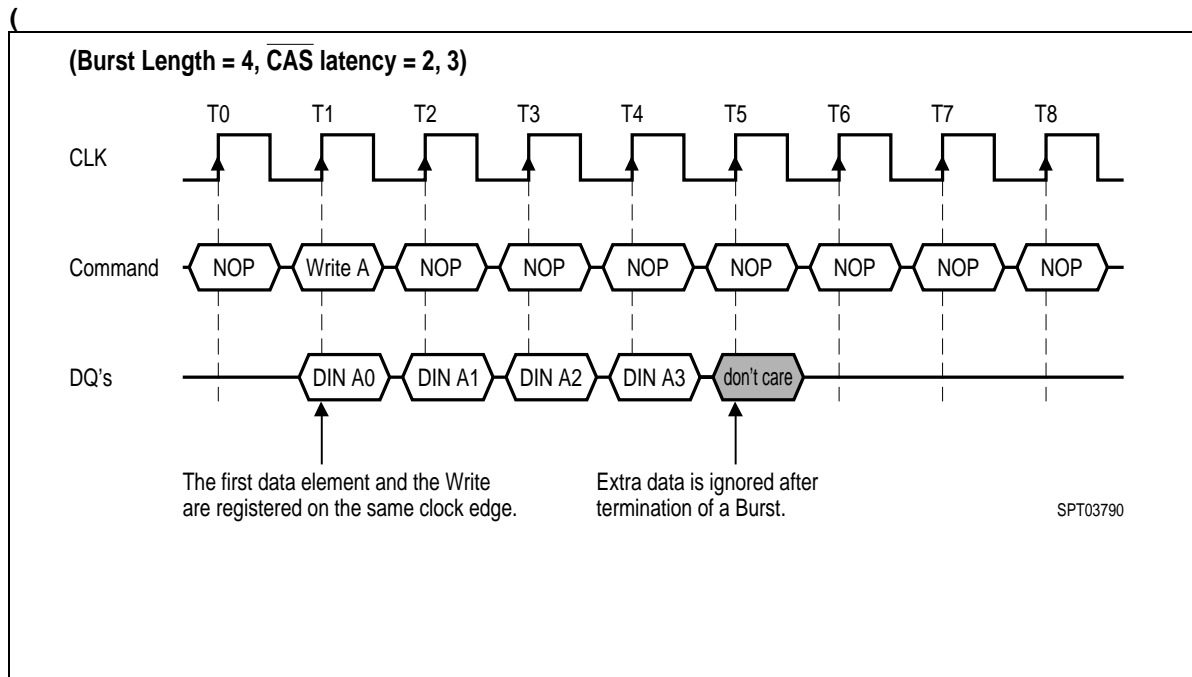 (
(Burst Length = 4, CAS latency = 2, 3)
T0 T1 T2 T3 T4 T5 T6 T7 T8
CLK
Command NOP Write A NOP NOP NOP NOP NOP NOP NOP
DQ's DIN A0 DIN A1 DIN A2 DIN A3 don't care
The first data element and the Write
are registered on the same clock edge.
Extra data is ignored after
termination of a Burst.
SPT03790